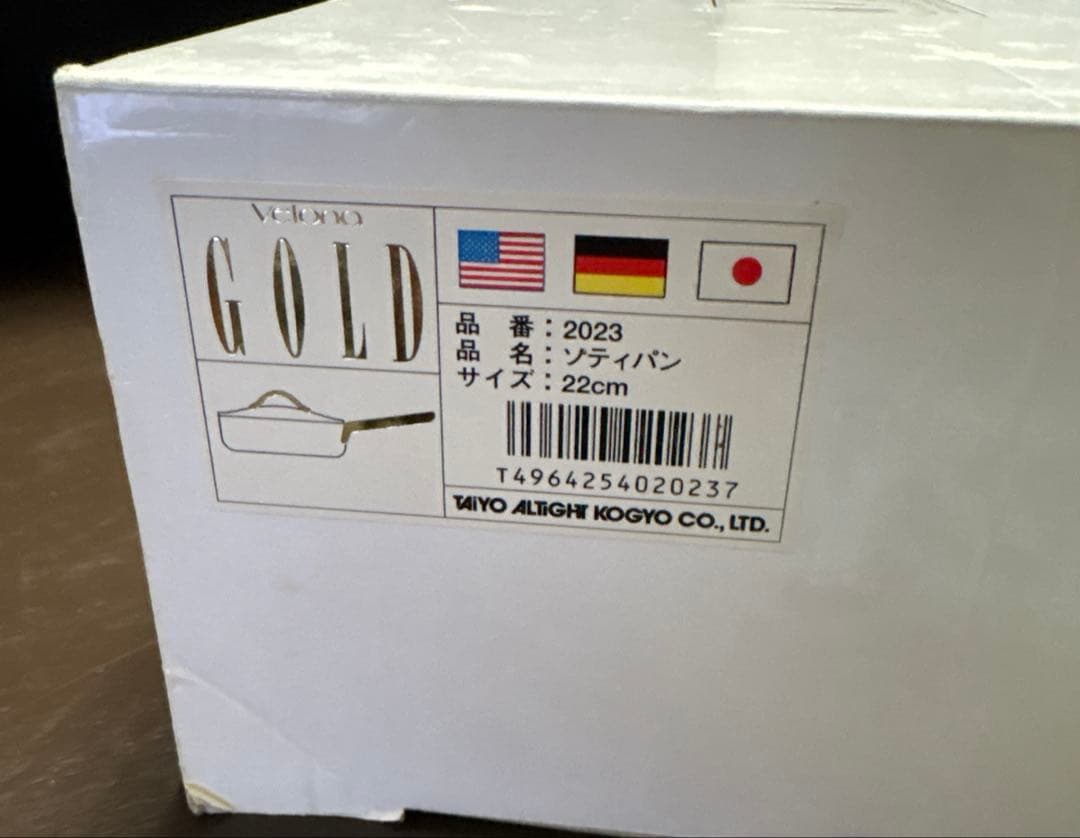 Velona
GOLD
品 番：2023
品 名：ソティパン
サイズ：22cm
T4964254020237
TAIYO ALTIGHT KOGYO CO., LTD.